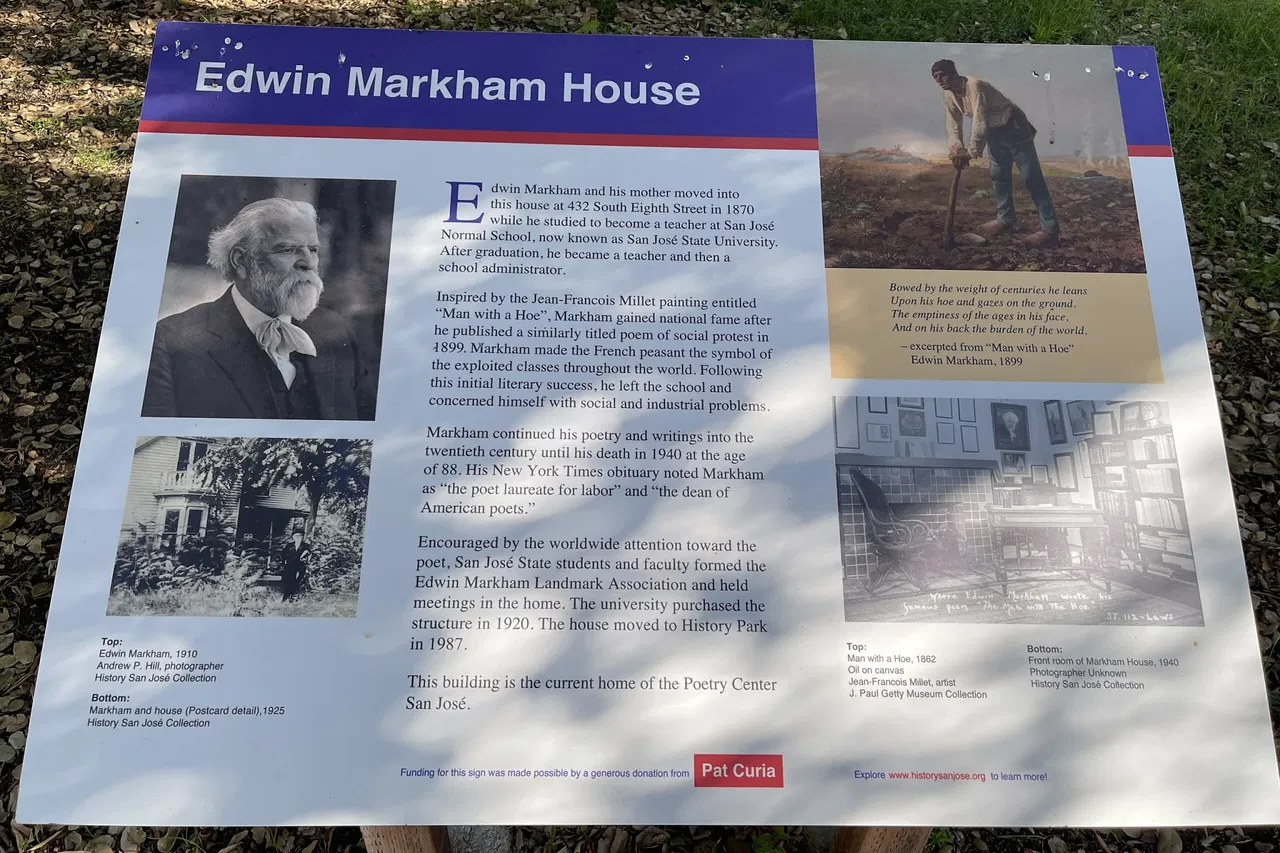 Edwin Markham House
Edwin Markham and his mother moved into
this house at 432 South Eighth Street in 1870
while he studied to become a teacher at San José
Normal School, now known as San José State University.
After graduation, he became a teacher and then a
school administrator.
Inspired by the Jean-Francois Millet painting entitled
“Man with a Hoe”, Markham gained national fame after
he published a similarly titled poem of social protest in
1899. Markham made the French peasant the symbol of
the exploited classes throughout the world. Following
this initial literary success, he left the school and
concerned himself with social and industrial problems.
Markham continued his poetry and writings into the
twentieth century until his death in 1940 at the age
of 88. His New York Times obituary noted Markham
as “the poet laureate for labor” and “the dean of
American poets.”
Encouraged by the worldwide attention toward the
poet, San José State students and faculty formed the
Edwin Markham Landmark Association and held
meetings in the home. The university purchased the
structure in 1920. The house moved to History Park
in 1987.
This building is the current home of the Poetry Center
San José.
Top:
Edwin Markham, 1910
Andrew P. Hill, photographer
History San José Collection
Bottom:
Markham and house (Postcard detail),1925
History San José Collection
Bowed by the weight of centuries he leans
Upon his hoe and gazes on the ground.
The emptiness of the ages in his face,
And on his back the burden of the world.
– excerpted from “Man with a Hoe”
Edwin Markham, 1899
Where Edwin Markham wrote his
famous poem "The Man with The Hoe"
SJ 112-Laws
Top:
Man with a Hoe, 1862
Oil on canvas
Jean-Francois Millet, artist
J. Paul Getty Museum Collection
Bottom:
Front room of Markham House, 1940
Photographer Unknown
History San José Collection
Funding for this sign was made possible by a generous donation from Pat Curia
Explore www.historysanjose.org to learn more!